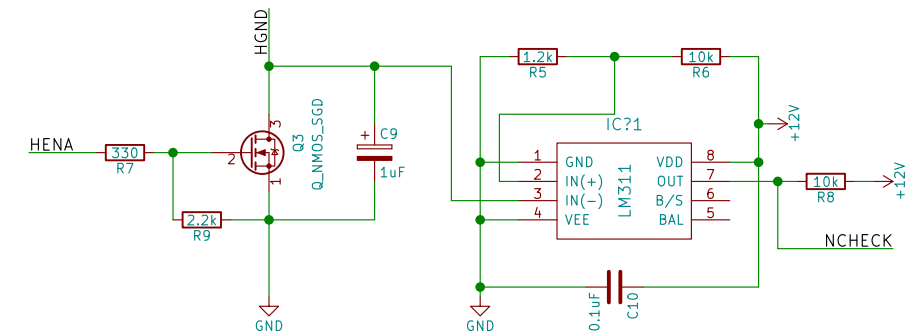 HGND
1.2k
R5
10k
R6
+12V
IC?1
HENA
330
R7
2
3
1
Q3
Q_NMOS_SGD
+
C9
1uF
2.2k
R9
GND
1
2
3
4
GND
IN(+)
IN(-)
VEE
LM311
VDD
OUT
B/S
BAL
8
7
6
5
10k
R8
+12V
NCHECK
0.1uF
C10
GND